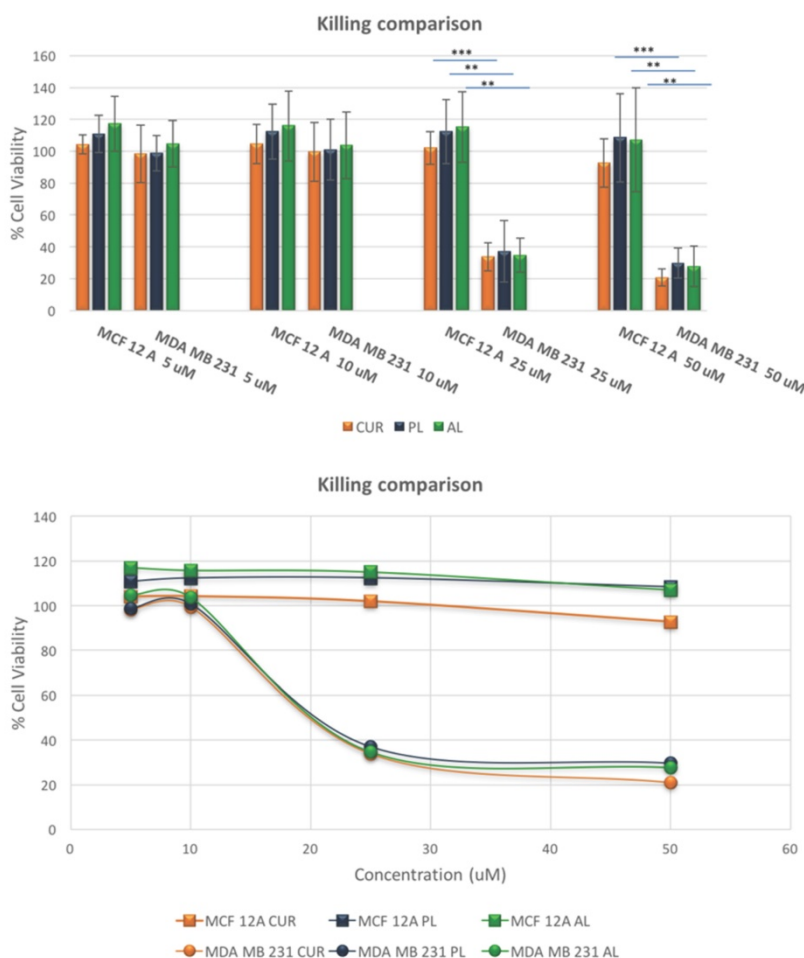 Killing comparison
***
**
**
***
**
**
% Cell Viability
160
140
120
100
80
60
40
20
0
MCF 12 A 5 uM
MDA MB 231 5 uM
MCF 12 A 10 uM
MDA MB 231 10 uM
MCF 12 A 25 uM
MDA MB 231 25 uM
MCF 12 A 50 uM
MDA MB 231 50 uM
CUR PL AL
Killing comparison
% Cell Viability
140
120
100
80
60
40
20
0
0 10 20 30 40 50 60
Concentration (uM)
MCF 12A CUR MCF 12A PL MCF 12A AL
MDA MB 231 CUR MDA MB 231 PL MDA MB 231 AL